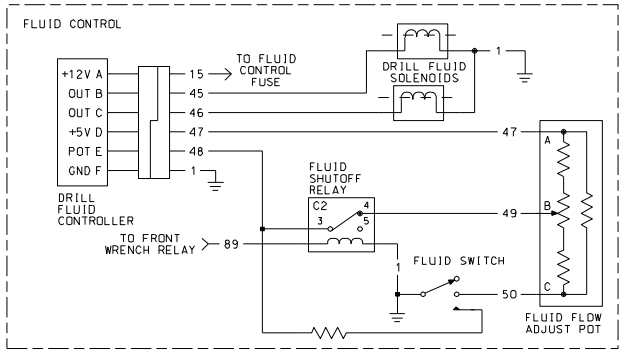 FLUID CONTROL
+12V A
OUT B
OUT C
+5V D
POT E
GND F
DRILL
FLUID
CONTROLLER
15
45
46
47
48
1
TO FLUID
CONTROL
FUSE
DRILL FLUID
SOLENOIDS
1
FLUID
SHUTOFF
RELAY
C2
4
3
5
TO FRONT
WRENCH RELAY
89
1
FLUID SWITCH
47
49
50
A
B
C
FLUID FLOW
ADJUST POT